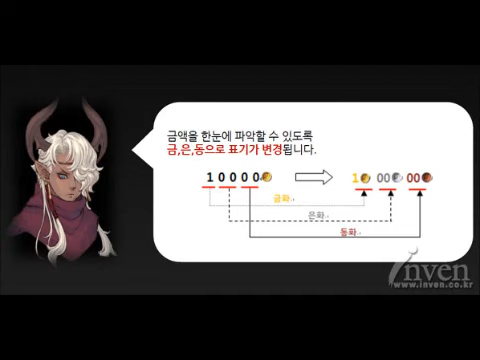 금액을 한눈에 파악할 수 있도록
금,은,동으로 표기가 변경됩니다.
10000 1 00 00
금화
은화
동화
inven
www.inven.co.kr